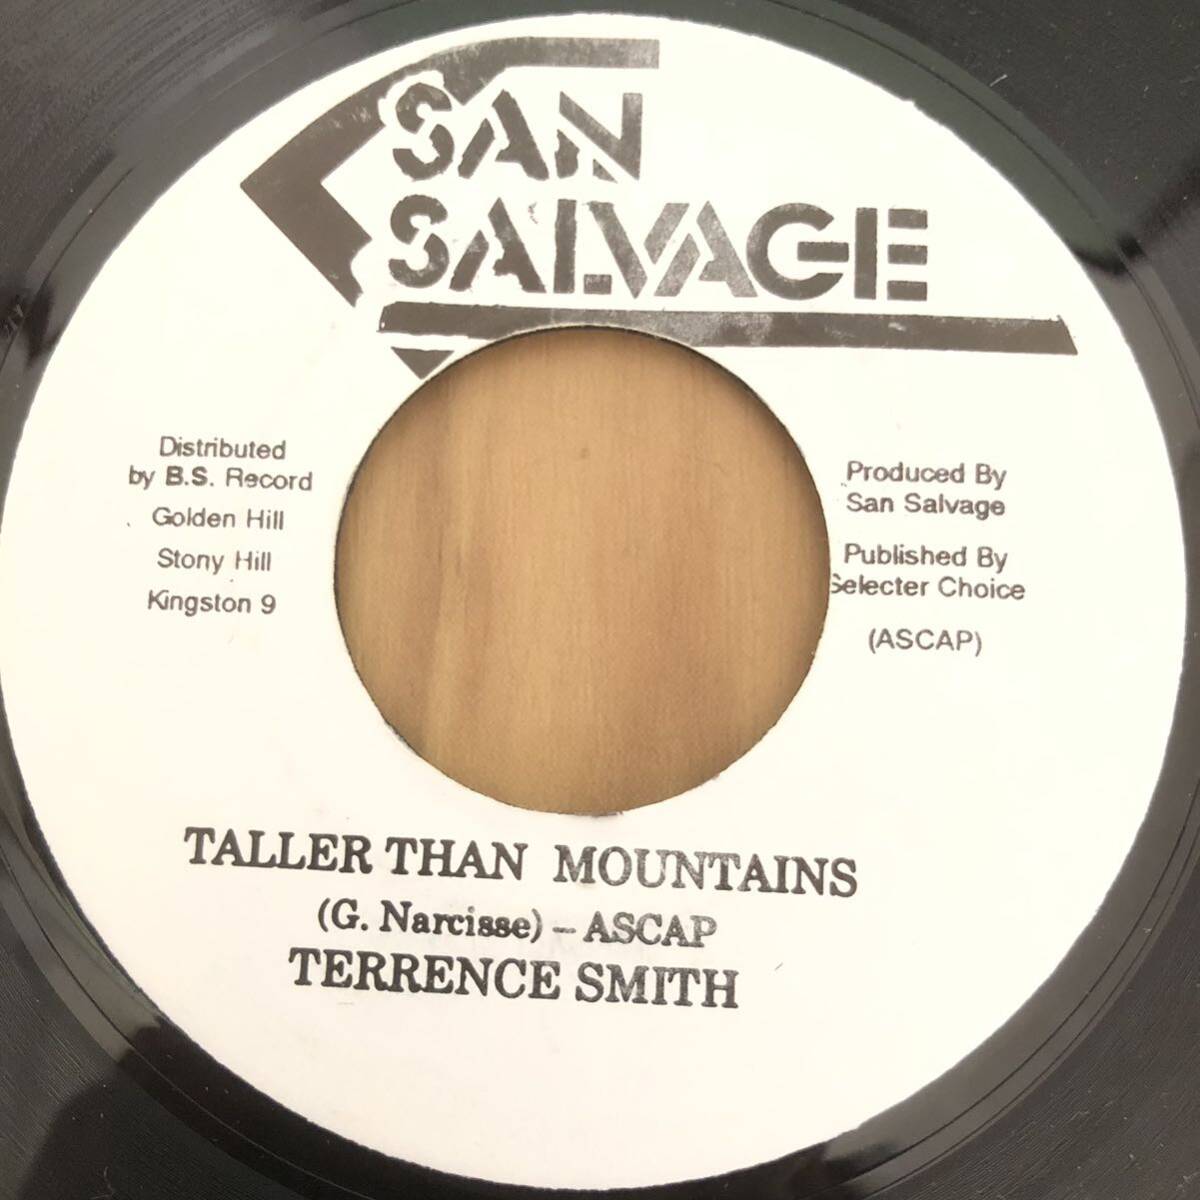 SAN
SALVAGE
Distributed
by B.S. Record
Golden Hill
Stony Hill
Kingston 9
Produced By
San Salvage
Published By
Selecter Choice
(ASCAP)
TALLER THAN MOUNTAINS
(G. Narcisse) – ASCAP
TERRENCE SMITH